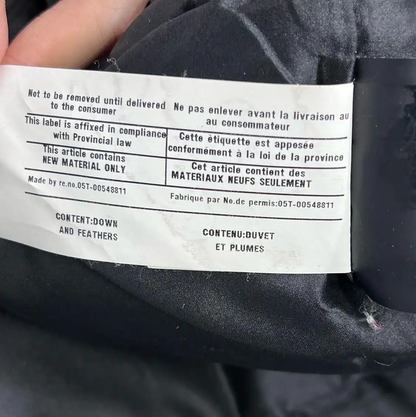 Not to be removed until delivered
to the consumer
Ne pas enlever avant la livraison au
au consommateur
This label is affixed in compliance
with Provincial law
Cette étiquette est apposée
conformément à la loi de la province
This article contains
NEW MATERIAL ONLY
Cet article contient des
MATÉRIAUX NEUFS SEULEMENT
Made by re.no.05T-00548811
Fabrique par No.de permis:05T-00548811
CONTENT:DOWN
AND FEATHERS
CONTENU:DUVET
ET PLUMES